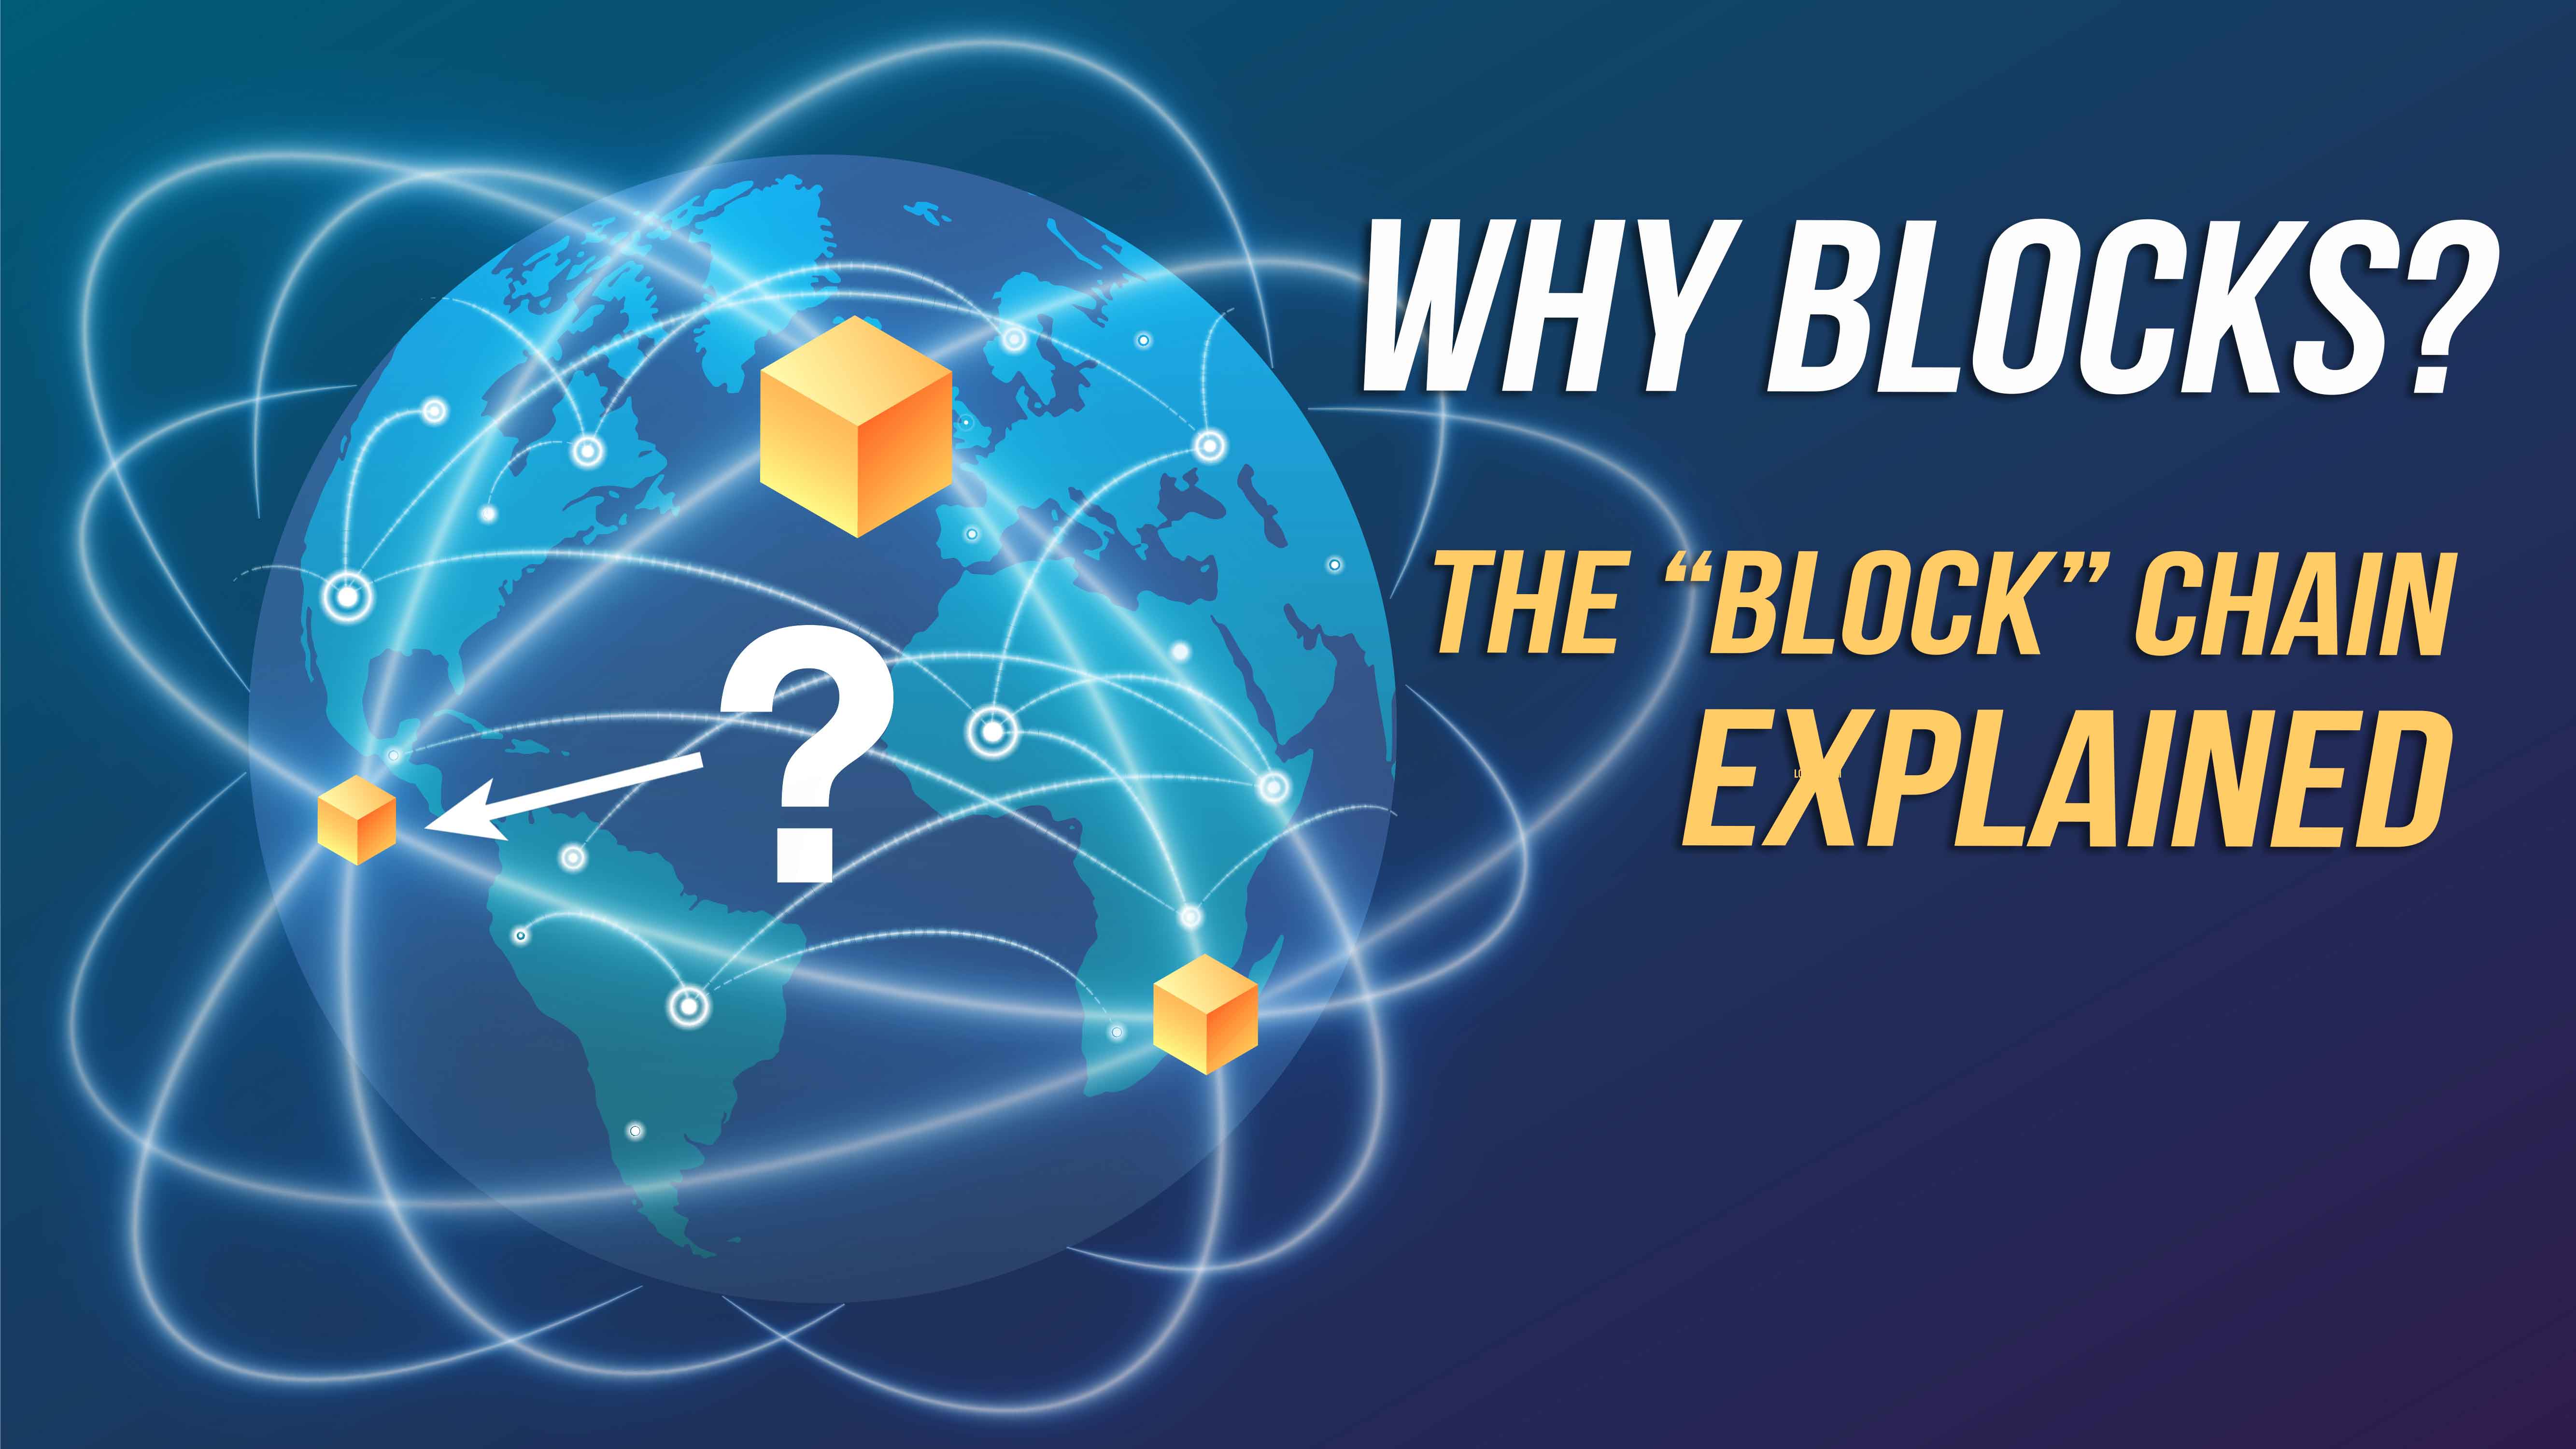 WHY BLOCKS?
THE “BLOCK” CHAIN
EXPLAINED
?